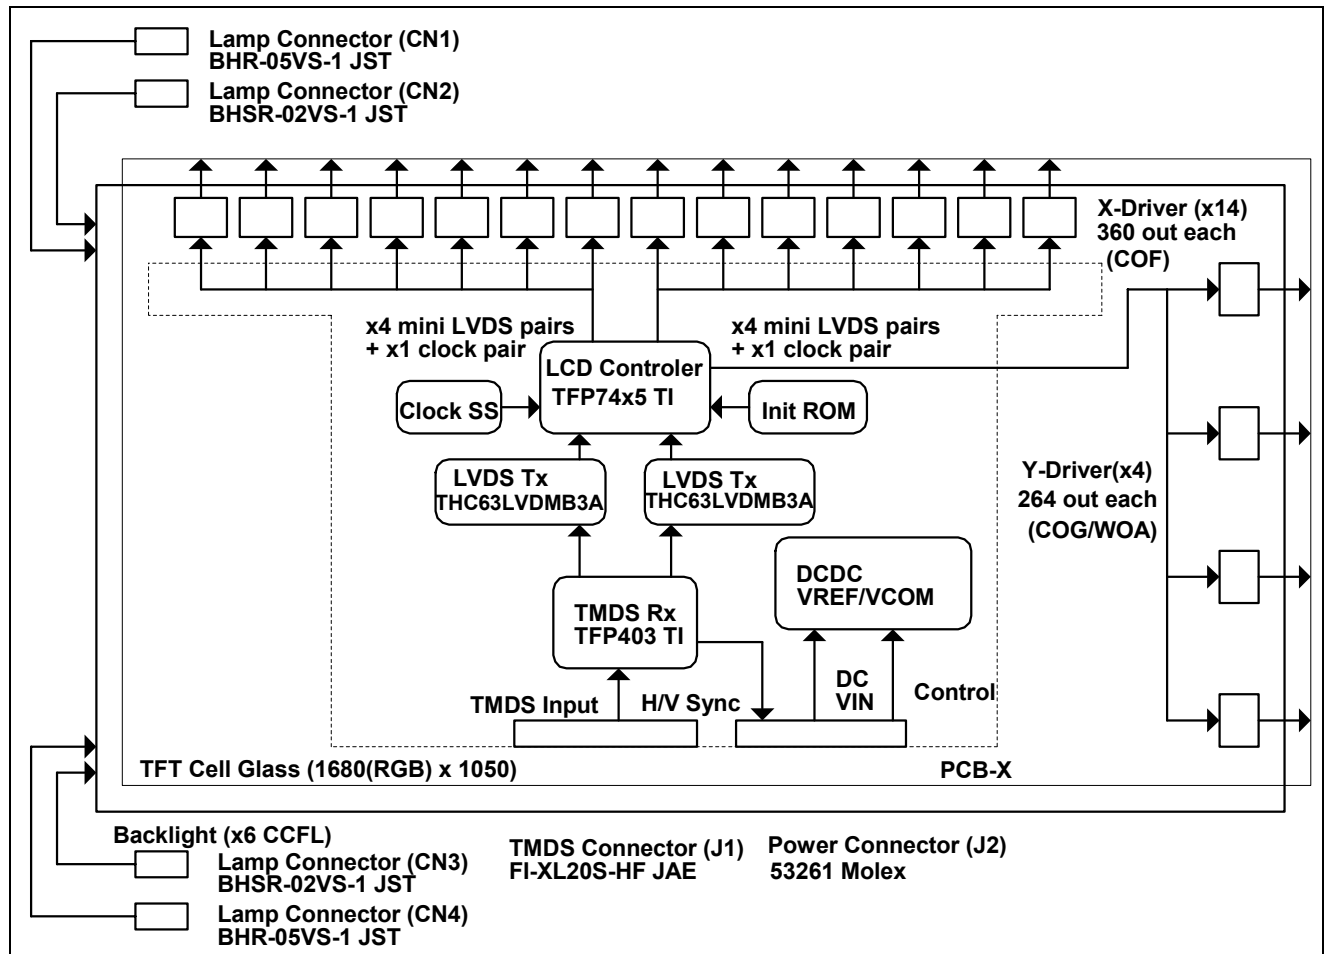 Lamp Connector (CN1)
BHR-05VS-1 JST
Lamp Connector (CN2)
BHSR-02VS-1 JST
X-Driver (x14)
360 out each
(COF)
x4 mini LVDS pairs
+ x1 clock pair
x4 mini LVDS pairs
+ x1 clock pair
LCD Controler
TFP74x5 TI
Clock SS
Init ROM
LVDS Tx
THC63LVDMB3A
LVDS Tx
THC63LVDMB3A
Y-Driver(x4)
264 out each
(COG/WOA)
DCDC
VREF/VCOM
TMDS Rx
TFP403 TI
TMDS Input
H/V Sync
DC
VIN
Control
TFT Cell Glass (1680(RGB) x 1050)
PCB-X
Backlight (x6 CCFL)
Lamp Connector (CN3)
BHSR-02VS-1 JST
TMDS Connector (J1)
FI-XL20S-HF JAE
Power Connector (J2)
53261 Molex
Lamp Connector (CN4)
BHR-05VS-1 JST